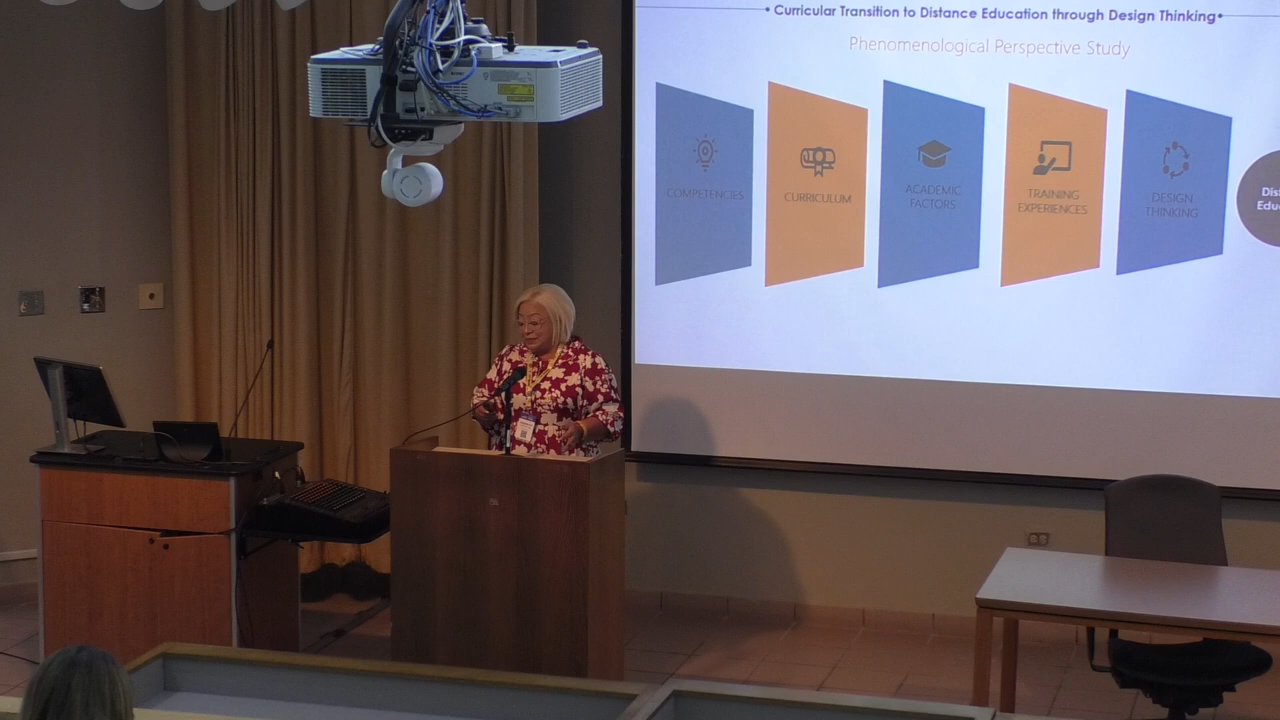 • Curricular Transition to Distance Education through Design Thinking•
Phenomenological Perspective Study
COMPETENCIES
CURRICULUM
ACADEMIC
FACTORS
TRAINING
EXPERIENCES
DESIGN
THINKING